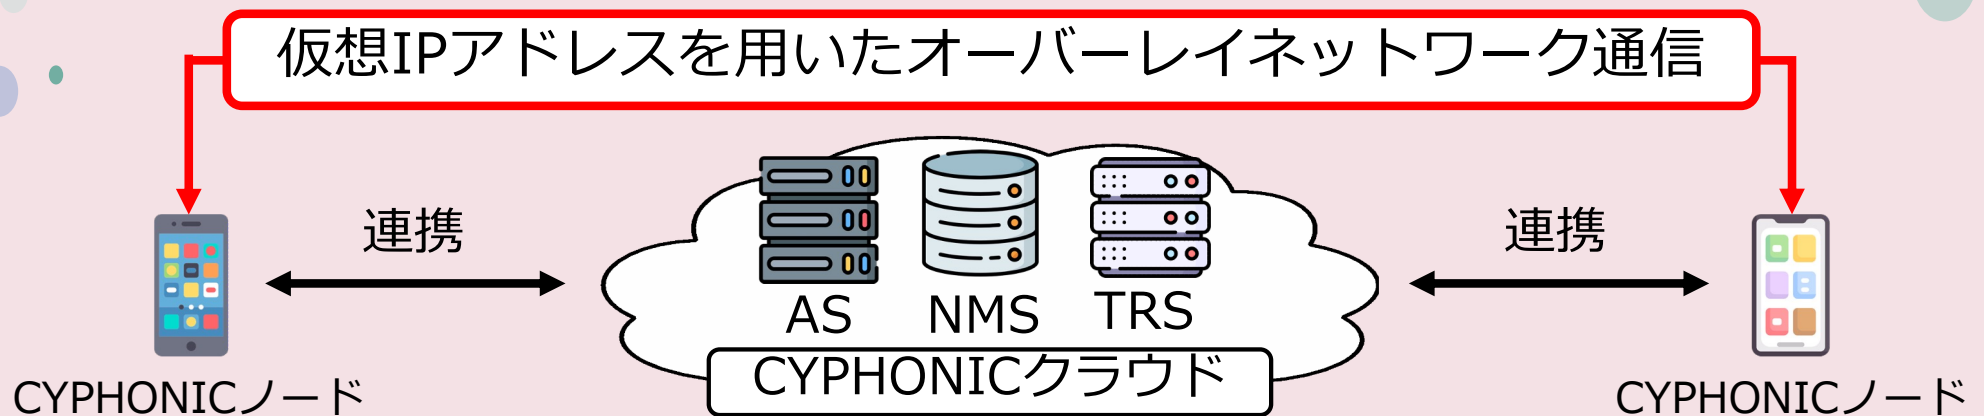 仮想IPアドレスを用いたオーバーレイネットワーク通信
連携
連携
AS
NMS
TRS
CYPHONICクラウド
CYPHONICノード
CYPHONICノード